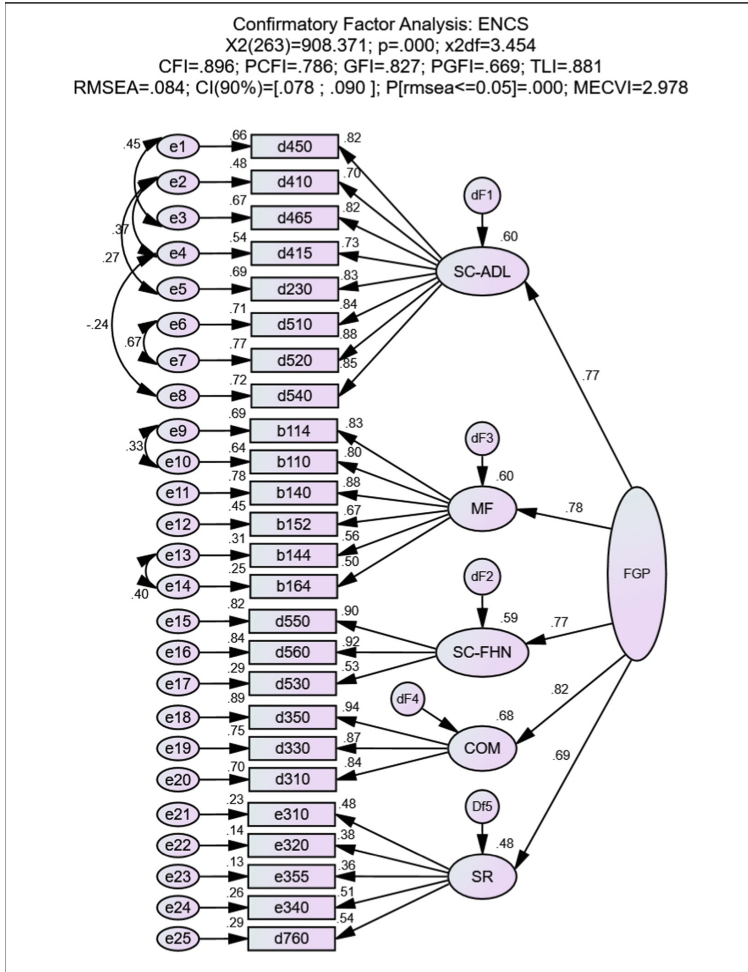 Confirmatory Factor Analysis: ENCS
X2(263)=908.371; p=.000; x2df=3.454
CFI=.896; PCFI=.786; GFI=.827; PGFI=.669; TLI=.881
RMSEA=.084; CI(90%)=[.078 ; .090 ]; P[rmsea<=0.05]=.000; MECVI=2.978
.45 e1 .66 d450 .82
e2 .48 d410 .70
dF1
e3 .67 d465 .82
.37 e4 .54 d415 .73
.60
.27 e5 .69 d230 .83
SC-ADL
-.24 e6 .71 d510 .84
.67 e7 .77 d520 .88
.77
e8 .72 d540 .85
e9 .69 d114 .83
dF3
.33 e10 .64 b110 .80
e11 .78 b140 .88
.60
e12 .45 b152 .67
MF
.78
e13 .31 b144 .56
.40 e14 .25 b164 .50
FGP
dF2
e15 .82 d550 .90
.59
.77
e16 .84 d560 .92
SC-FHN
e17 .29 d530 .53
dF4
.82
e18 .89 d350 .94
.68
e19 .75 d330 .87
COM
.69
e20 .70 d310 .84
Df5
e21 .23 e310 .48
e22 .14 e320 .38
.48
e23 .13 e355 .36
SR
e24 .26 e340 .51
e25 .29 d760 .54